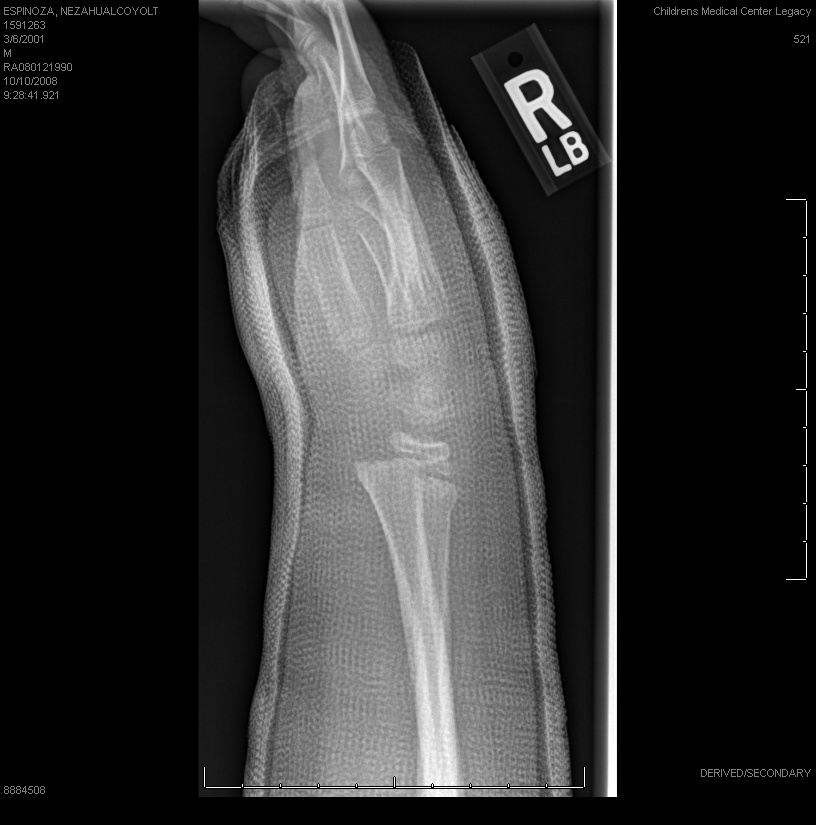 ESPINOZA, NEZAHUALCOYOLT
1591263
3/6/2001
M
RA080121990
10/10/2008
9:28:41.921
Childrens Medical Center Legacy
521
R
LB
8884508
DERIVED/SECONDARY